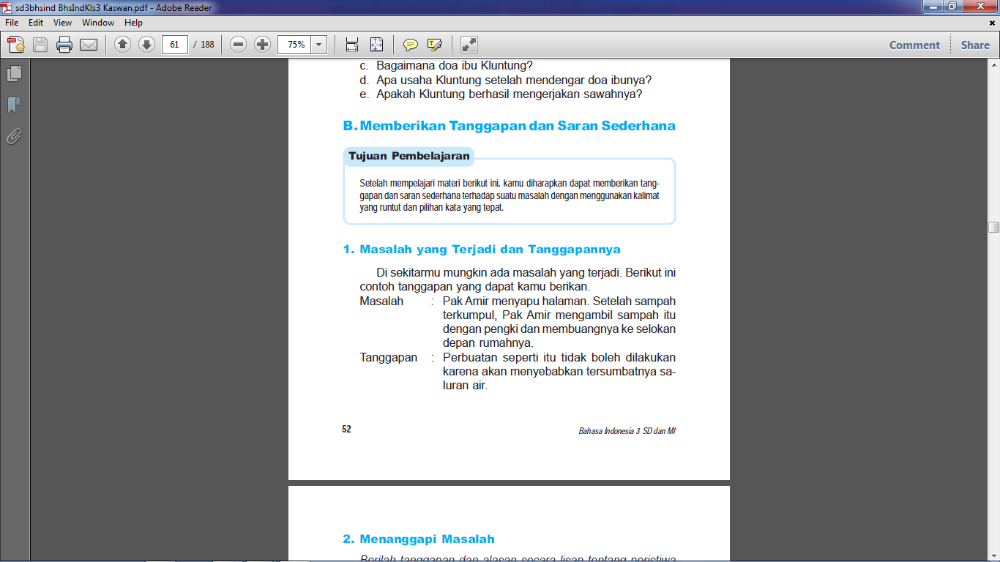 sd3bhsind BhsIndKls3 Kaswan.pdf - Adobe Reader
File Edit View Window Help
61 / 188 75% Comment Share
c. Bagaimana doa ibu Kluntung?
d. Apa usaha Kluntung setelah mendengar doa ibunya?
e. Apakah Kluntung berhasil mengerjakan sawahnya?
B. Memberikan Tanggapan dan Saran Sederhana
Tujuan Pembelajaran
Setelah mempelajari materi berikut ini, kamu diharapkan dapat memberikan tang-
gapan dan saran sederhana terhadap suatu masalah dengan menggunakan kalimat
yang runtut dan pilihan kata yang tepat.
1. Masalah yang Terjadi dan Tanggapannya
Di sekitarmu mungkin ada masalah yang terjadi. Berikut ini
contoh tanggapan yang dapat kamu berikan.
Masalah : Pak Amir menyapu halaman. Setelah sampah
terkumpul, Pak Amir mengambil sampah itu
dengan pengki dan membuangnya ke selokan
depan rumahnya.
Tanggapan : Perbuatan seperti itu tidak boleh dilakukan
karena akan menyebabkan tersumbatnya sa-
luran air.
52 Bahasa Indonesia 3 SD dan MI
2. Menanggapi Masalah
Berilah tanggapan dan alasan secara lisan tentang peristiwa